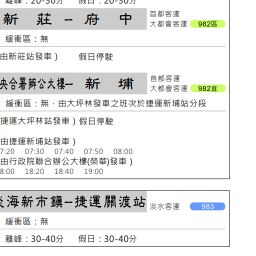 離峰：20-30分　假日：20-30分
新　莊－府　中　首都客運
大都會客運　982區
緩衝區：無
由新莊站發車）　假日停駛
央合署辦公大樓－　新　埔　首都客運
大都會客運　982直
緩衝區：無，由大坪林發車之班次於捷運新埔站分段
捷運大坪林站發車）假日停駛
由捷運新埔站發車）
7:20　07:30　07:40　07:50　08:00
由行政院聯合辦公大樓(榮華)發車）
8:00　18:20　18:40　19:00
淡海新市鎮－捷運關渡站　淡水客運　983
緩衝區：無
離峰：30-40分　假日：30-40分